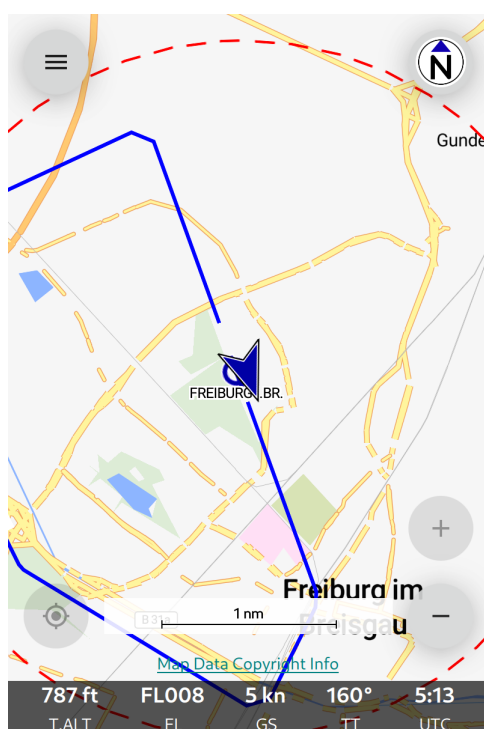 N
Gunde
FREIBURG I.BR.
Freiburg im
Breisgau
B 31a
1 nm
Map Data Copyright Info
787 ft FL008 5 kn 160° 5:13
T.ALT FL GS TT UTC